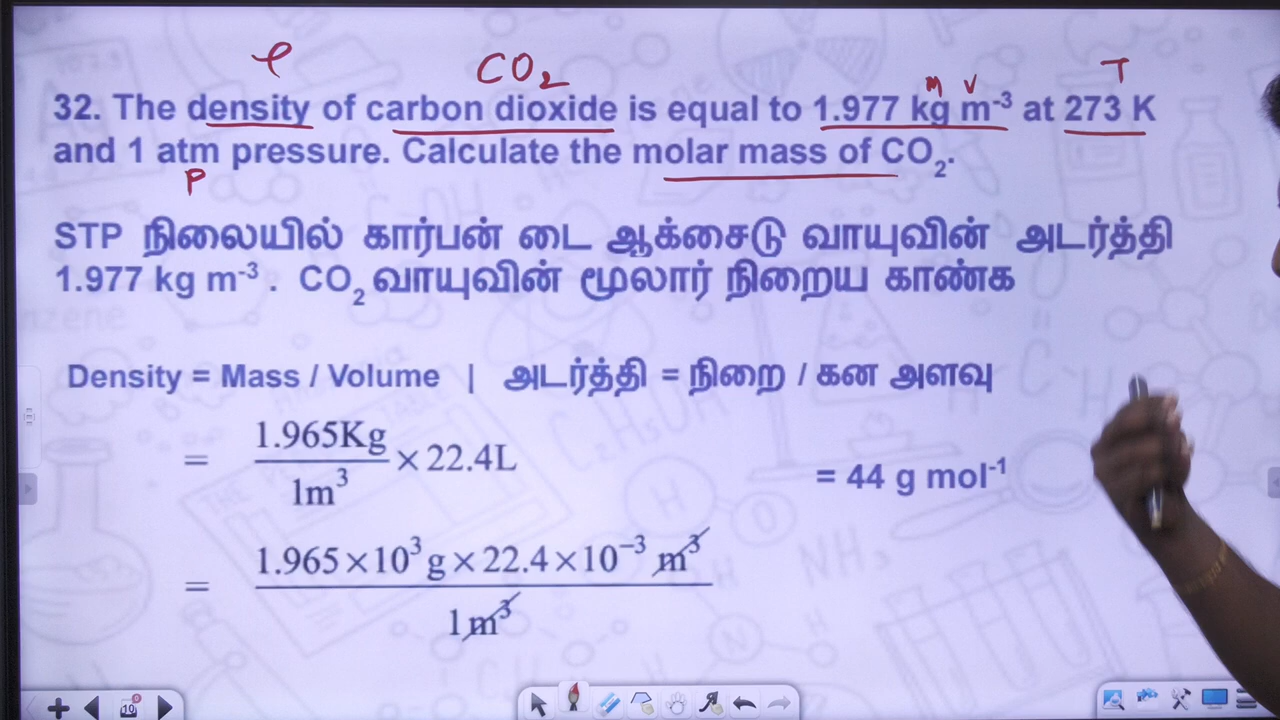 ρ CO₂ m v T
32. The density of carbon dioxide is equal to 1.977 kg m⁻³ at 273 K
and 1 atm pressure. Calculate the molar mass of CO₂.
P
STP நிலையில் கார்பன் டை ஆக்சைடு வாயுவின் அடர்த்தி
1.977 kg m⁻³ . CO₂ வாயுவின் மூலார் நிறைய காண்க
Density = Mass / Volume | அடர்த்தி = நிறை / கன அளவு
= 1.965Kg / 1m³ × 22.4L
= 44 g mol⁻¹
= 1.965×10³ g × 22.4×10⁻³ m³ / 1m³
10